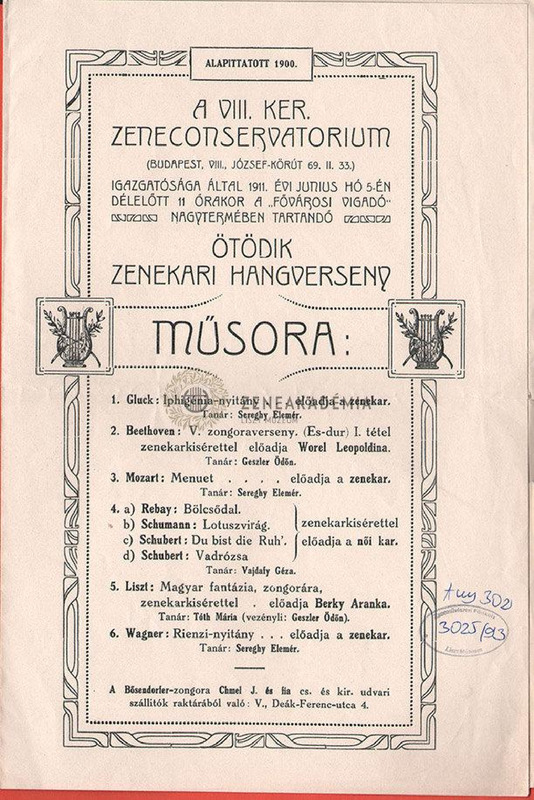 ALAPITTATOTT 1900.
A VIII. KER.
ZENECONSERVATORIUM
(BUDAPEST, VIII., JÓZSEF-KÖRÚT 69. II. 33.)
IGAZGATÓSÁGA ÁLTAL 1911. ÉVI JUNIUS HÓ 5-ÉN
DÉLELŐTT 11 ÓRAKOR A „FŐVÁROSI VIGADÓ"
NAGYTERMÉBEN TARTANDÓ
ÖTÖDIK
ZENEKARI HANGVERSENY
MŰSORA:
1. Gluck: Iphigénia-nyitány előadja a zenekar.
Tanár: Sereghy Elemér.
ZENEAKADÉMIA
LISZT MÚZEUM
2. Beethoven: V. zongoraverseny. (Es-dur) I. tétel
zenekarkisérettel előadja Worel Leopoldina.
Tanár: Geszler Ödön.
3. Mozart: Menuet . . . . előadja a zenekar.
Tanár: Sereghy Elemér.
4. a) Rebay: Bölcsődal.
b) Schumann: Lotuszvirág.
c) Schubert: Du bist die Ruh'.
d) Schubert: Vadrózsa
zenekarkisérettel
előadja a női kar.
Tanár: Vajdafy Géza.
5. Liszt: Magyar fantázia, zongorára,
zenekarkisérettel . előadja Berky Aranka.
Tanár: Tóth Mária (vezényli: Geszler Ödön).
6. Wagner: Rienzi-nyitány . . . előadja a zenekar.
Tanár: Sereghy Elemér.
A Bösendorfer-zongora Chmel J. és fia cs. és kir. udvari
szállítók raktárából való: V., Deák-Ferenc-utca 4.
302
3025/93